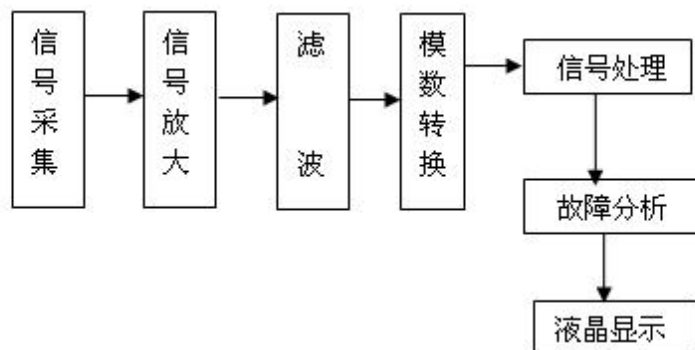 信号采集
信号放大
滤波
模数转换
信号处理
故障分析
液晶显示